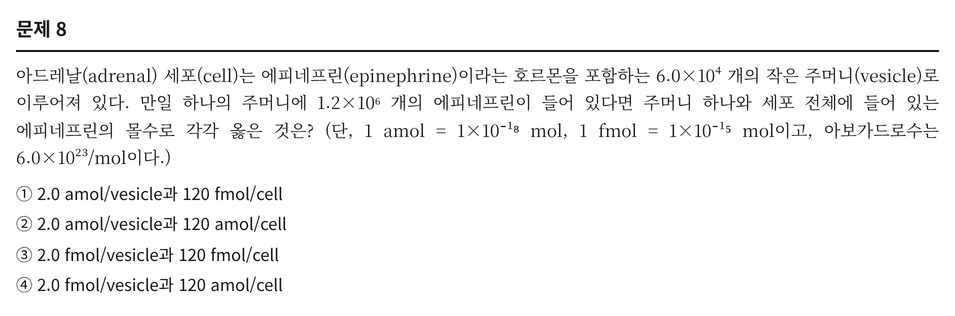 문제 8
아드레날(adrenal) 세포(cell)는 에피네프린(epinephrine)이라는 호르몬을 포함하는 6.0×10⁴ 개의 작은 주머니(vesicle)로
이루어져 있다. 만일 하나의 주머니에 1.2×10⁶ 개의 에피네프린이 들어 있다면 주머니 하나와 세포 전체에 들어 있는
에피네프린의 몰수로 각각 옳은 것은? (단, 1 amol = 1×10⁻¹⁸ mol, 1 fmol = 1×10⁻¹⁵ mol이고, 아보가드로수는
6.0×10²³/mol이다.)
① 2.0 amol/vesicle과 120 fmol/cell
② 2.0 amol/vesicle과 120 amol/cell
③ 2.0 fmol/vesicle과 120 fmol/cell
④ 2.0 fmol/vesicle과 120 amol/cell